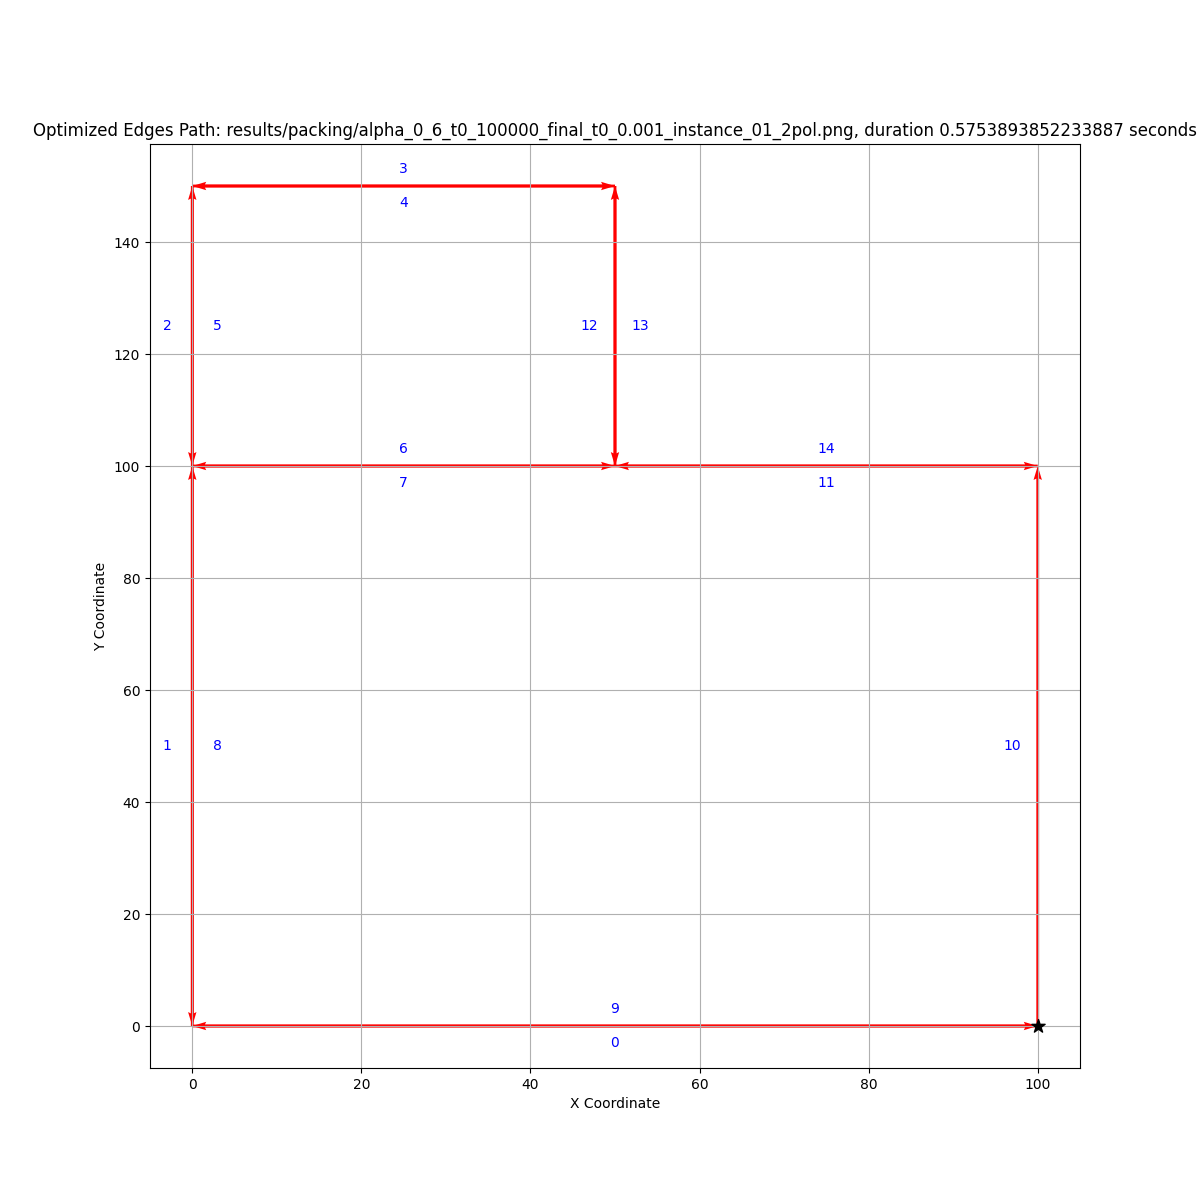 Optimized Edges Path: results/packing/alpha_0_6_t0_100000_final_t0_0.001_instance_01_2pol.png, duration 0.5753893852233887 seconds
3
4
140
2 5 12 13
120
6 14
100
7 11
80
Y Coordinate
60
1 8 10
40
20
9
0
0
0 20 40 60 80 100
X Coordinate